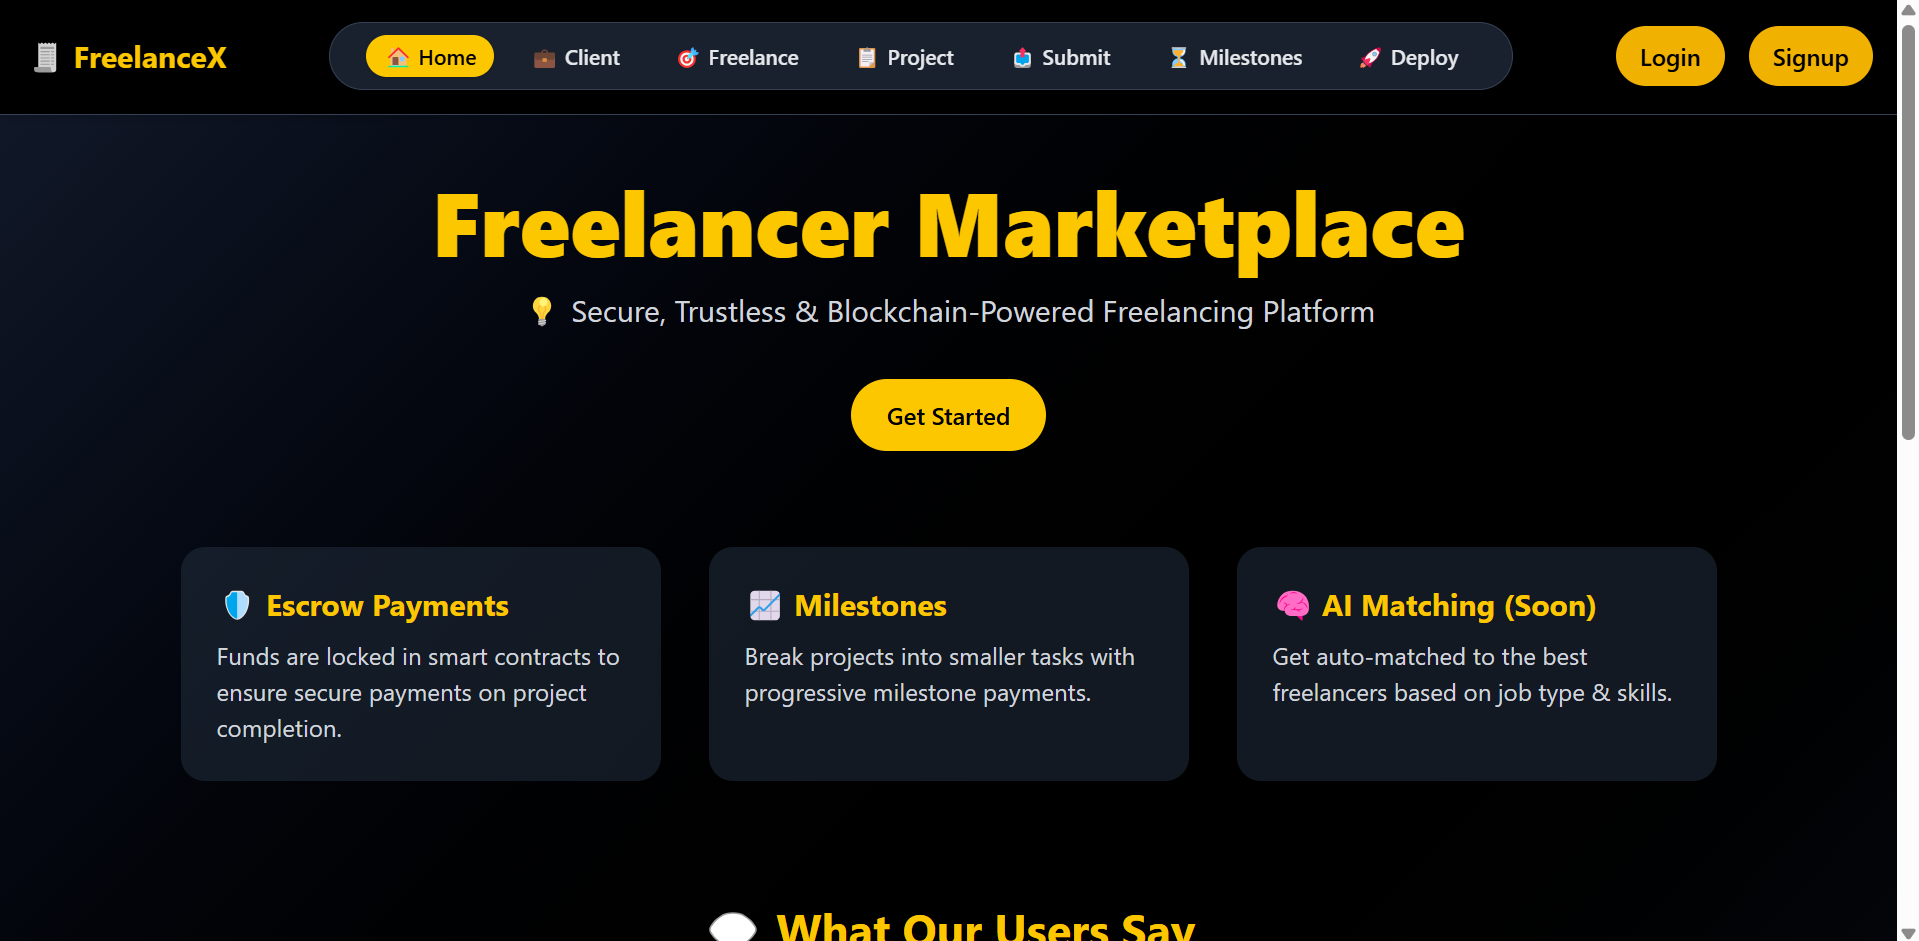 FreelanceX
Home
Client
Freelance
Project
Submit
Milestones
Deploy
Login
Signup
Freelancer Marketplace
Secure, Trustless & Blockchain-Powered Freelancing Platform
Get Started
Escrow Payments
Funds are locked in smart contracts to
ensure secure payments on project
completion.
Milestones
Break projects into smaller tasks with
progressive milestone payments.
AI Matching (Soon)
Get auto-matched to the best
freelancers based on job type & skills.
What Our Users Say